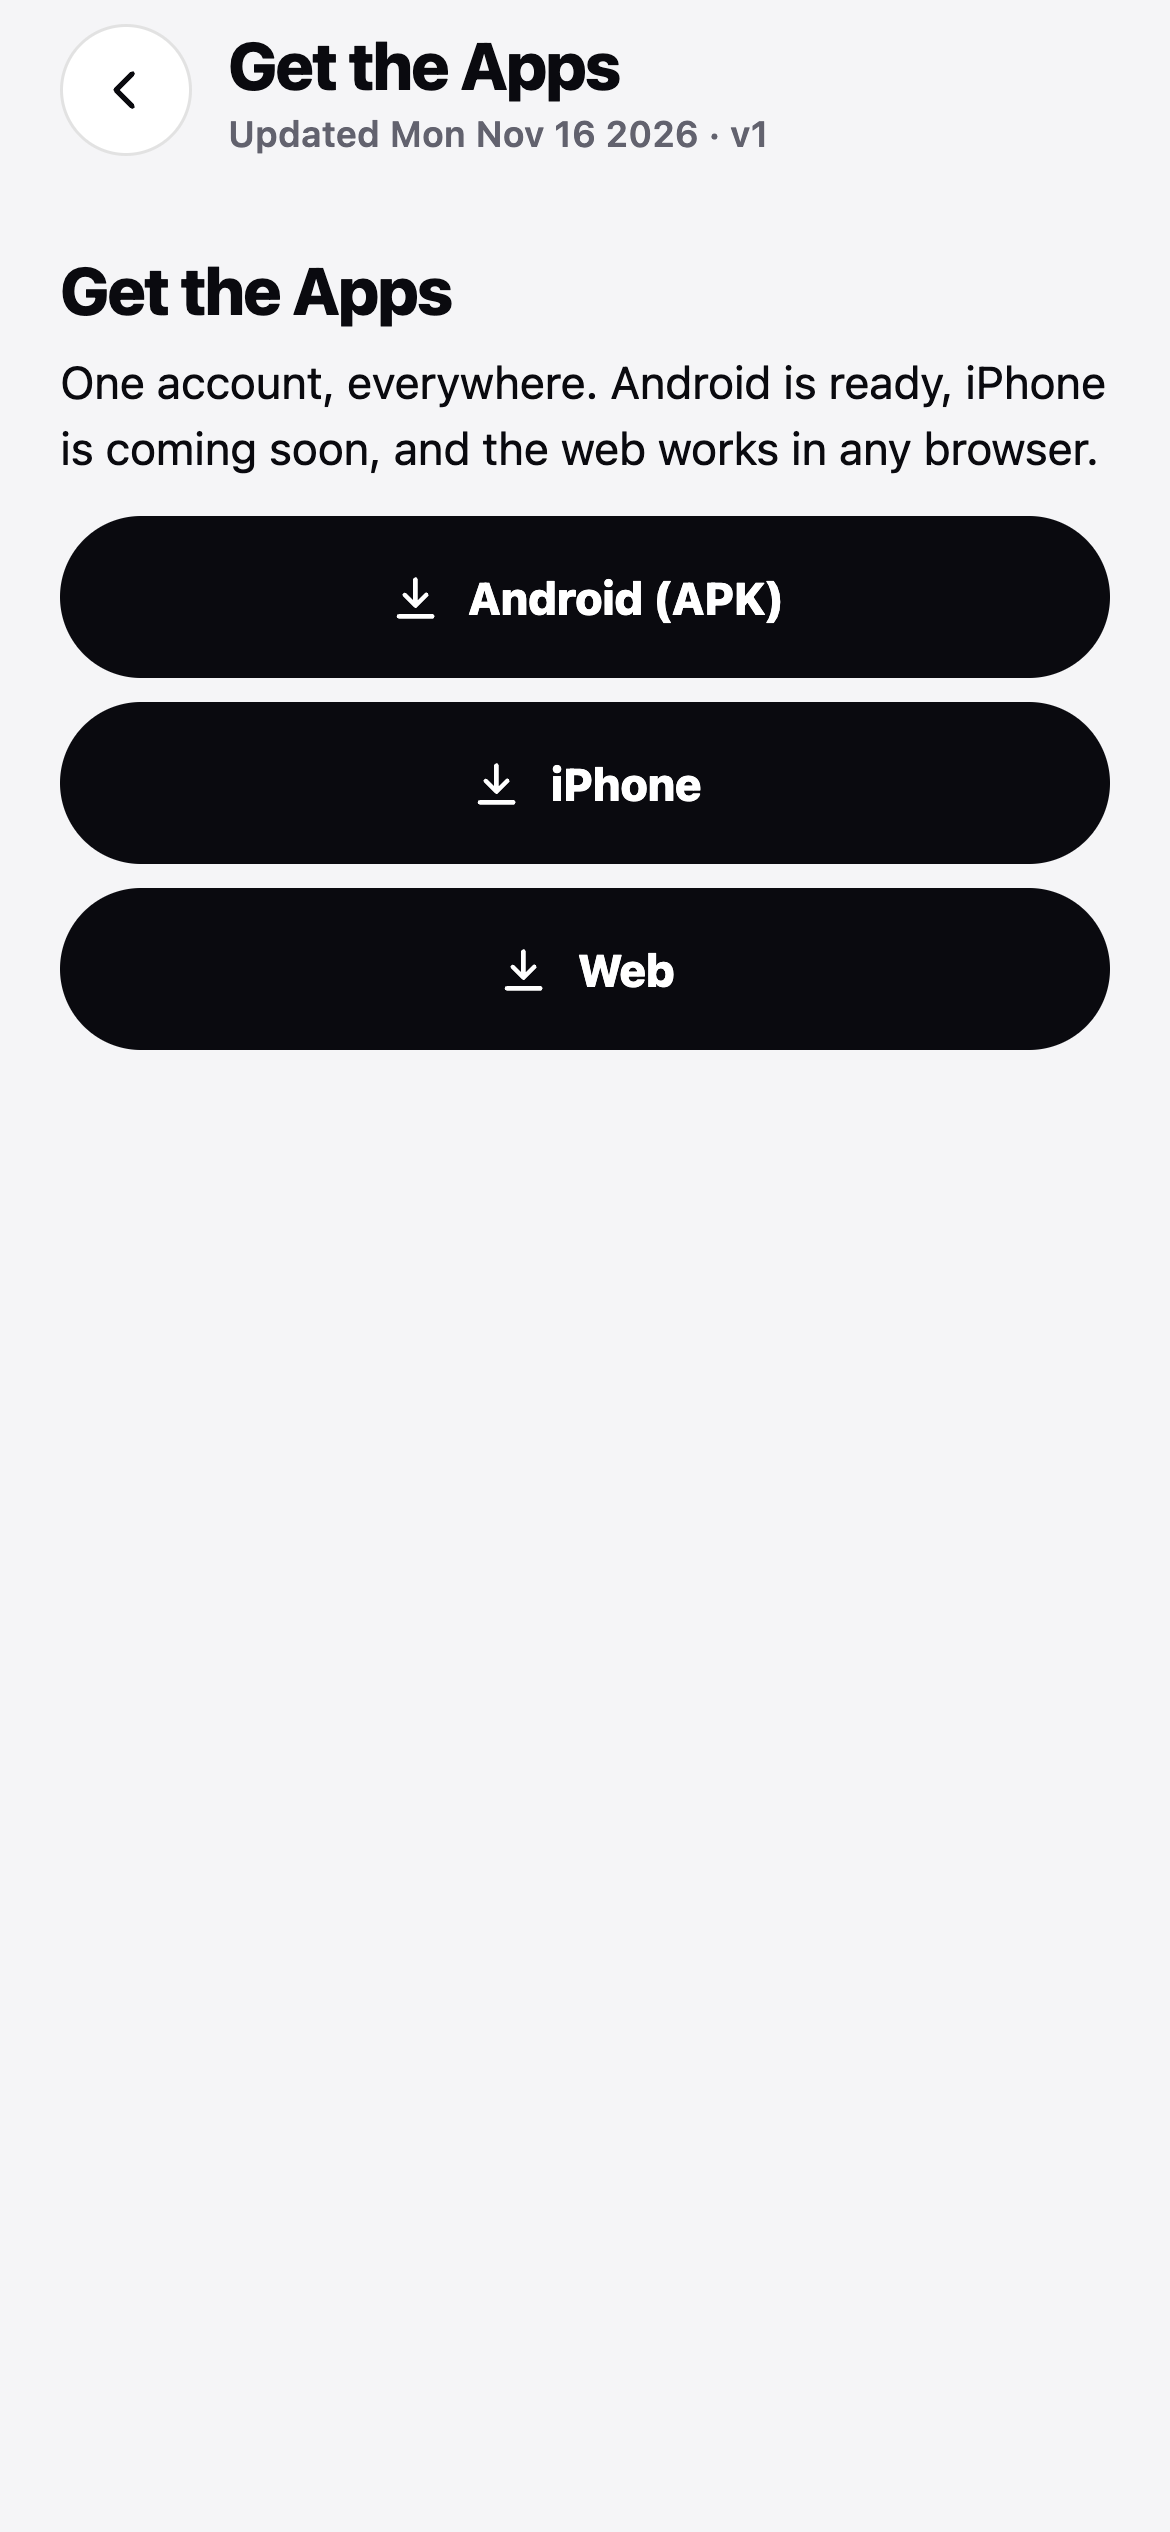 Get the Apps
Updated Mon Nov 16 2026 · v1
Get the Apps
One account, everywhere. Android is ready, iPhone
is coming soon, and the web works in any browser.
Android (APK)
iPhone
Web